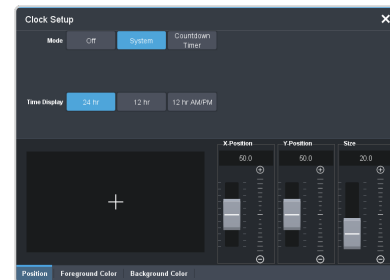 Clock Setup
Mode
Off
System
Countdown
Timer
Time Display
24 hr
12 hr
12 hr AM/PM
X-Position
Y-Position
Size
50.0
50.0
20.0
Position
Foreground Color
Background Color